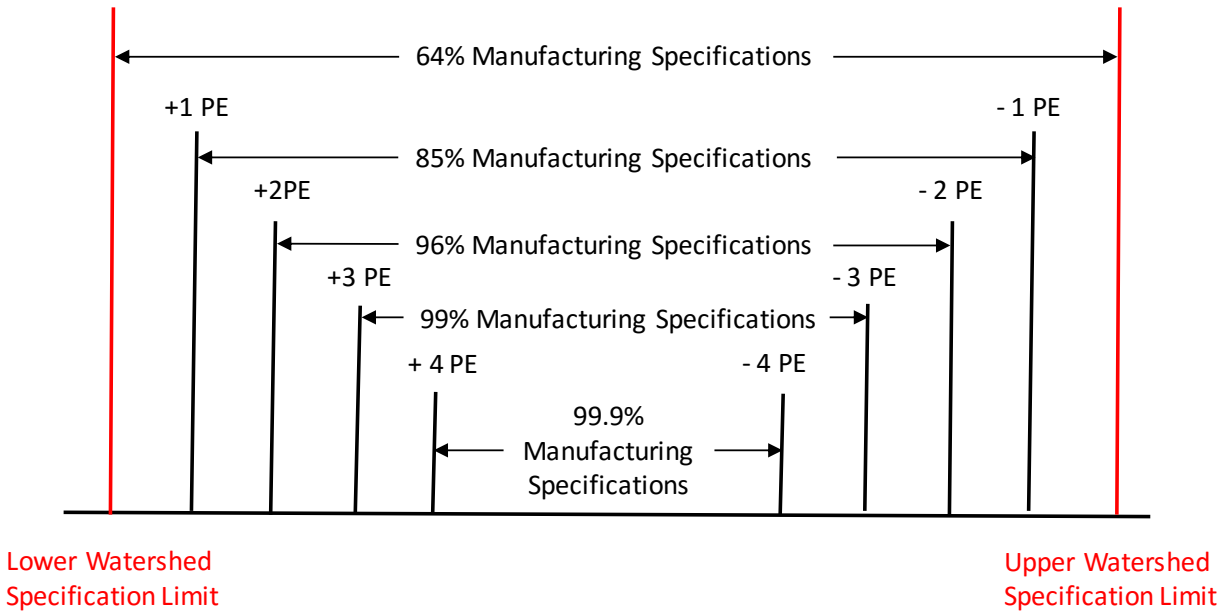 64% Manufacturing Specifications
+1 PE
- 1 PE
85% Manufacturing Specifications
+2PE
- 2 PE
96% Manufacturing Specifications
+3 PE
- 3 PE
99% Manufacturing Specifications
+ 4 PE
- 4 PE
99.9%
Manufacturing
Specifications
Lower Watershed
Specification Limit
Upper Watershed
Specification Limit